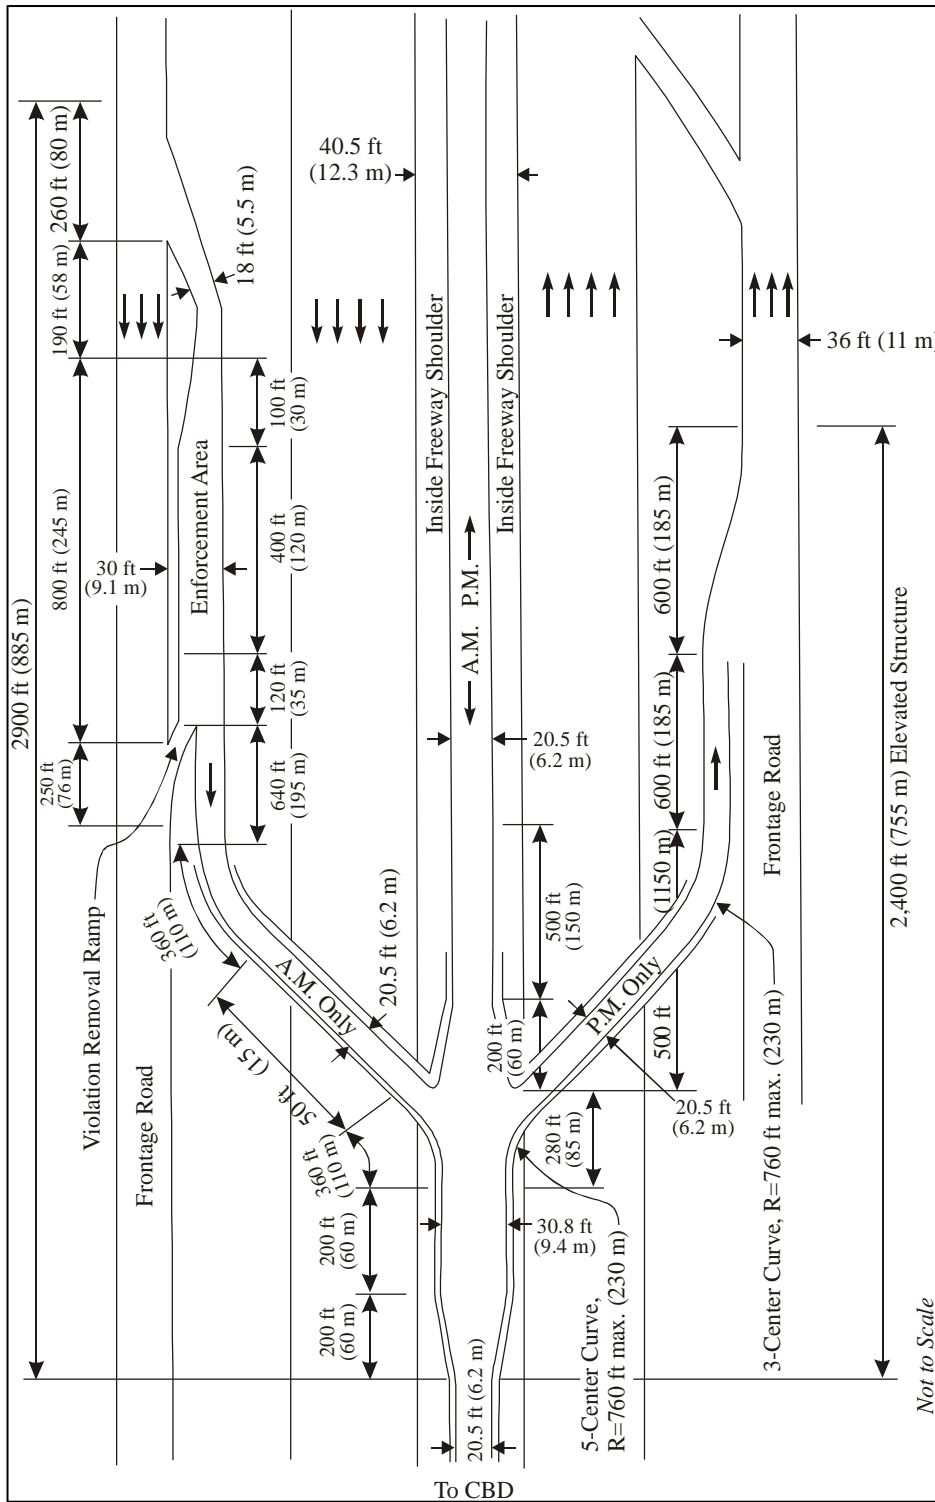 260 ft (80 m)
190 ft (58 m)
800 ft (245 m)
2900 ft (885 m)
250 ft
(76 m)
18 ft (5.5 m)
100 ft
(30 m)
Enforcement Area
400 ft
(120 m)
30 ft
(9.1 m)
120 ft
(35 m)
640 ft
(195 m)
Violation Removal Ramp
Frontage Road
360 ft
(110 m)
50 ft
(15 m)
A.M. Only
20.5 ft (6.2 m)
360 ft
(110 m)
200 ft
(60 m)
200 ft
(60 m)
40.5 ft
(12.3 m)
Inside Freeway Shoulder
Inside Freeway Shoulder
A.M. P.M.
20.5 ft
(6.2 m)
500 ft
(150 m)
200 ft
(60 m)
280 ft
(85 m)
30.8 ft
(9.4 m)
20.5 ft (6.2 m)
To CBD
36 ft (11 m)
600 ft (185 m)
600 ft (185 m)
(1150 m)
500 ft
P.M. Only
20.5 ft
(6.2 m)
Frontage Road
2,400 ft (755 m) Elevated Structure
3-Center Curve, R=760 ft max. (230 m)
5-Center Curve,
R=760 ft max. (230 m)
Not to Scale